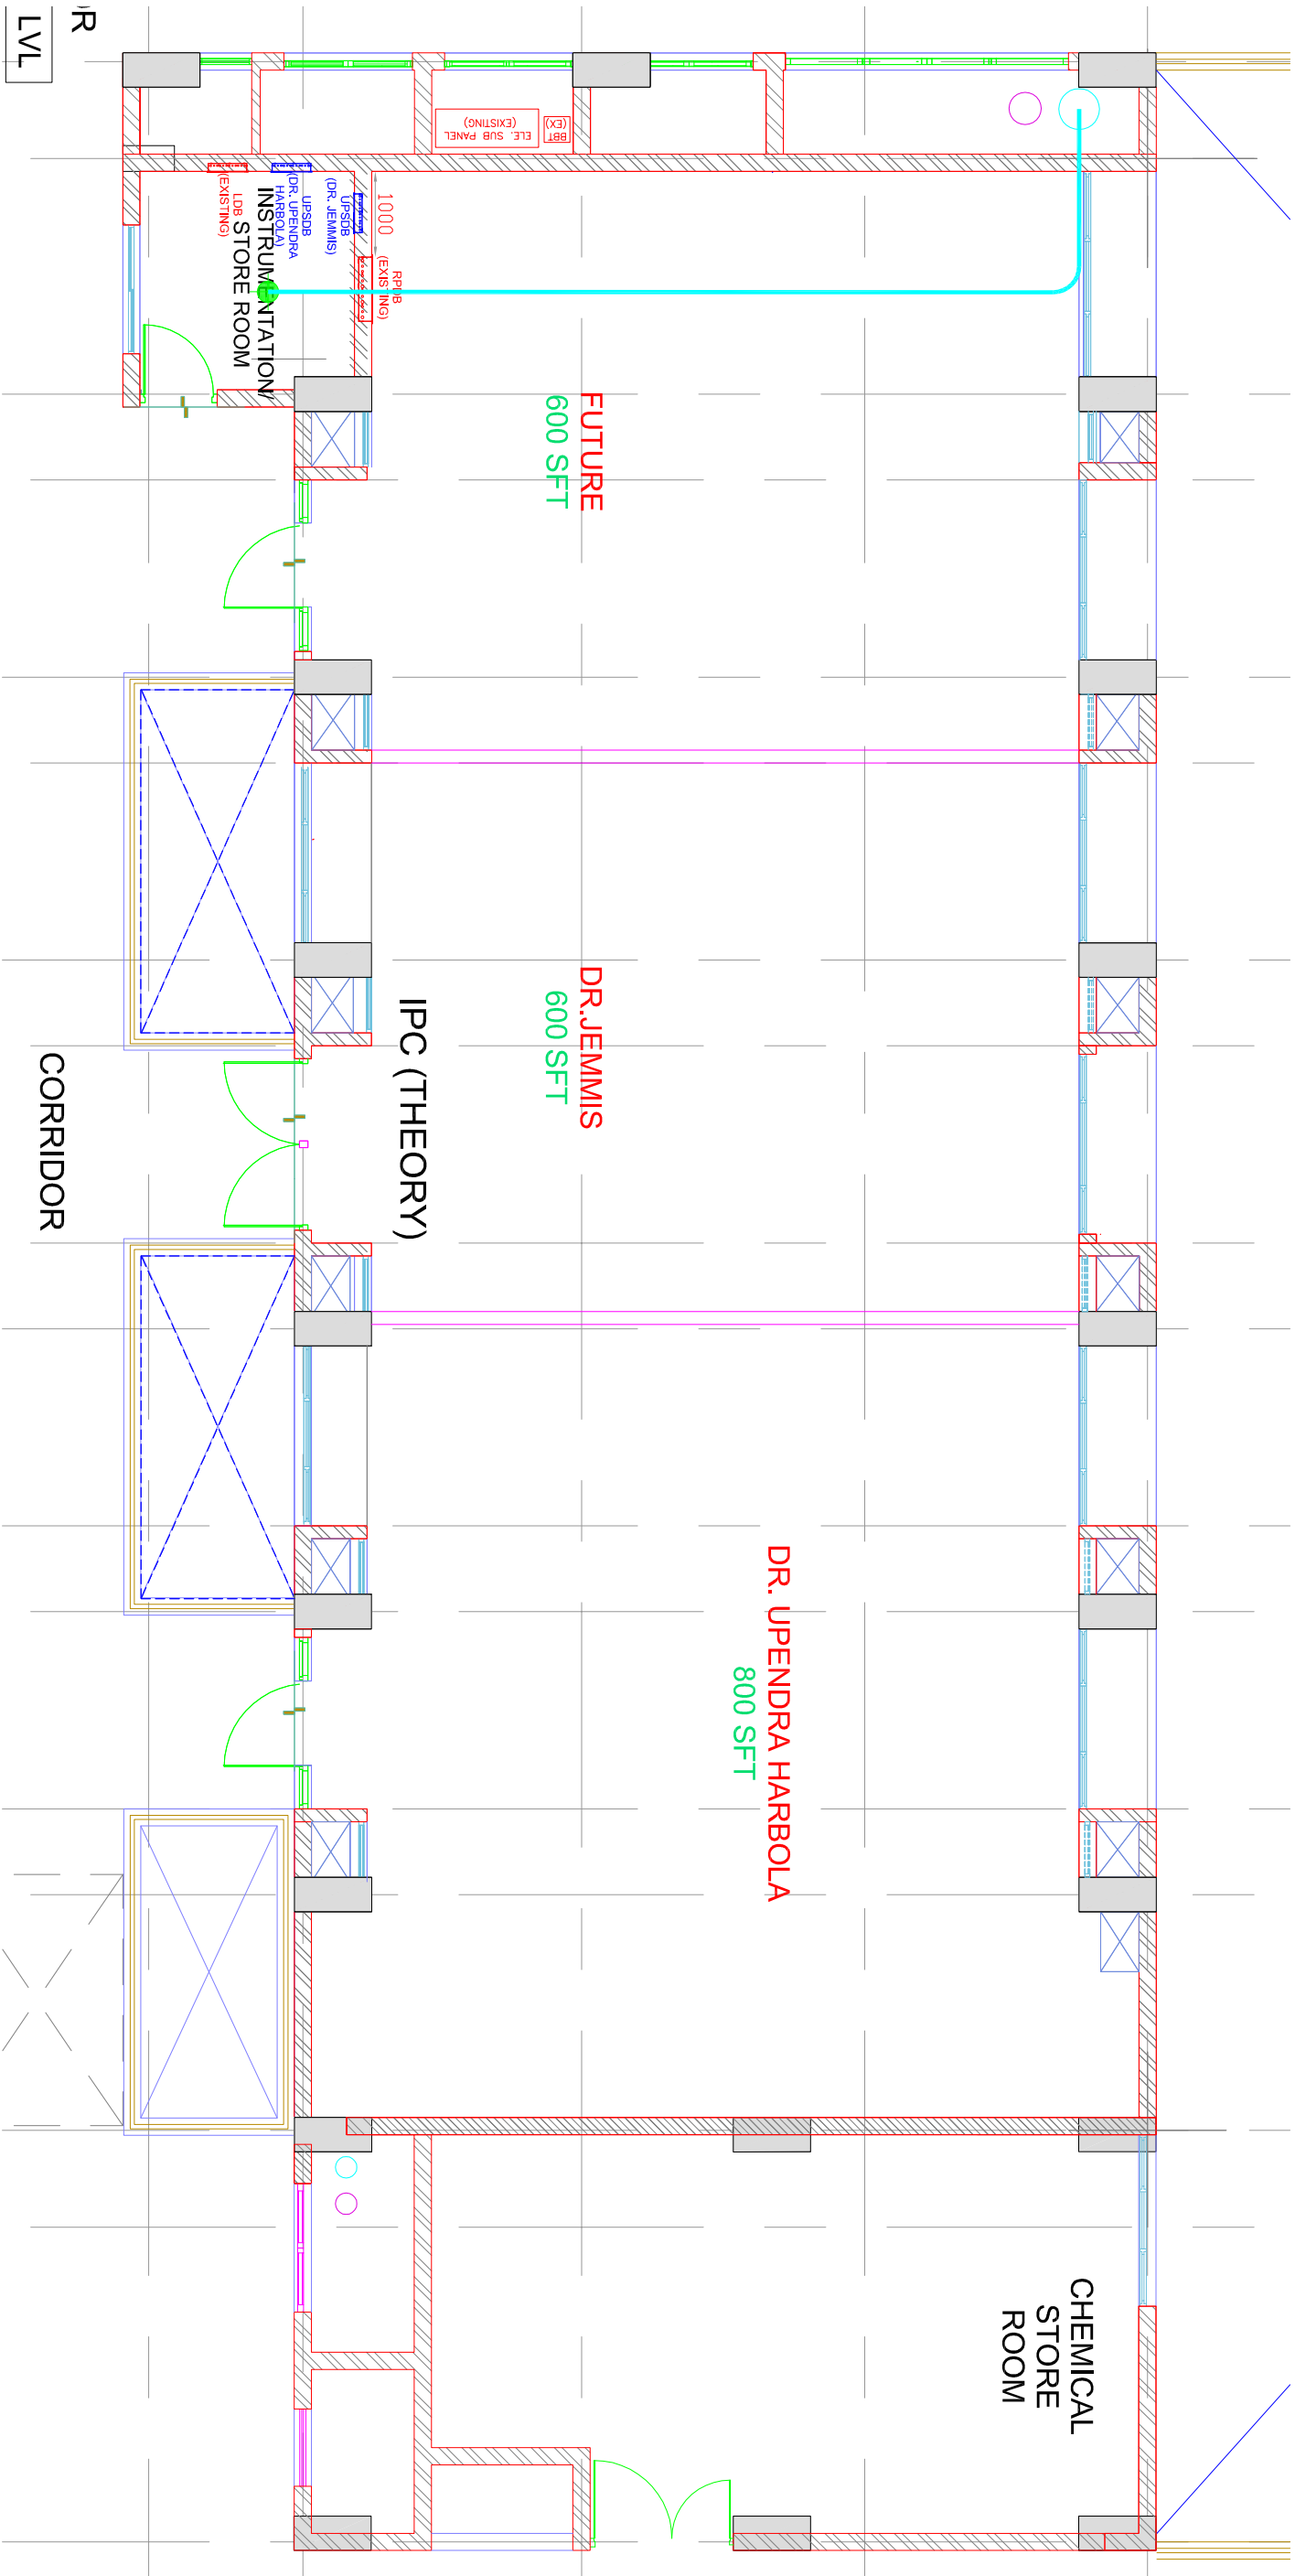 OR
LVL
ELE. SUB PANEL
(EXISTING)
BBT
(EX)
1000
UPSDB
(DR. JEMMIS)
UPSDB
(DR. UPENDRA
HARBOLA)
LDB
(EXISTING)
INSTRUMENTATION/
STORE ROOM
RPDB
(EXISTING)
FUTURE
600 SFT
DR.JEMMIS
600 SFT
IPC (THEORY)
CORRIDOR
DR. UPENDRA HARBOLA
800 SFT
CHEMICAL
STORE
ROOM